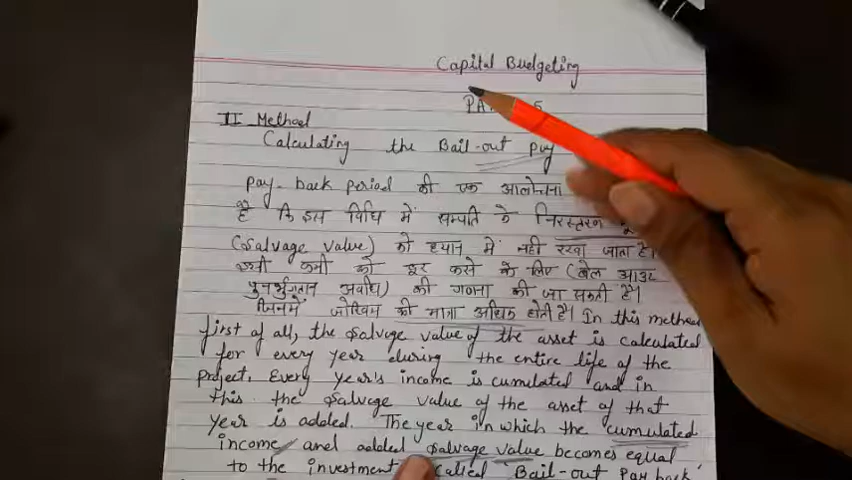 Capital Budgeting
II Method
Calculating the Bail-out Pay
Pay-back period की एक आलोचना
है कि इस विधि में सम्पत्ति के निरस्तरण
(Salvage value) को ध्यान में नही रखा जाता है।
इसी कमी को दूर करने के लिए (बेल आउट
पुनर्भुगतान अवधि) की गणना की जा सकती है।
जिनमें जोखिम की मात्रा अधिक होती है। In this method
first of all, the Salvge value of the asset is calculated
for every year during the entire life of the
Project. Every year's income is cumulated and in
this the Salvage value of the asset of that
year is added. The year in which the cumulated
income and added Salvage value becomes equal
to the investment called 'Bail-out Pay back'